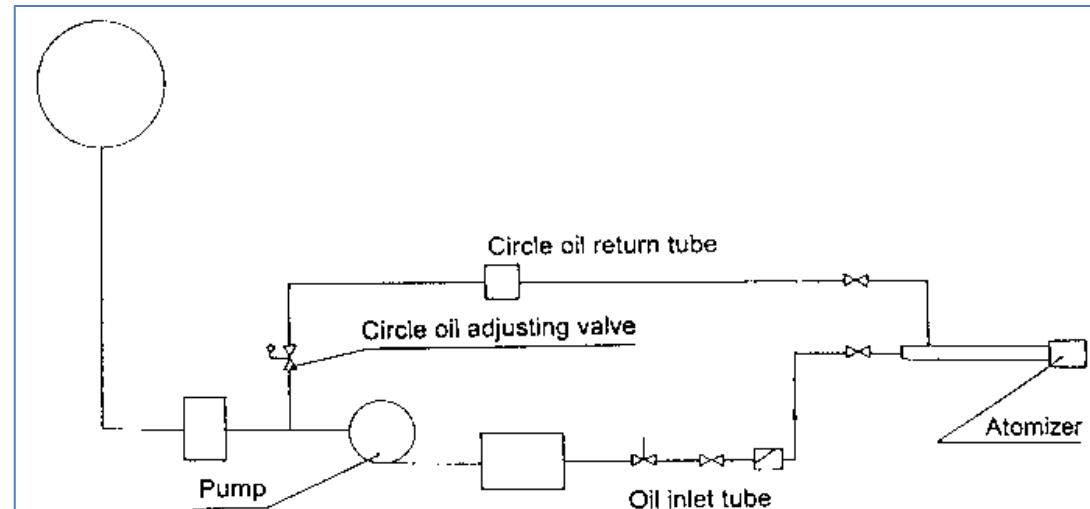 Circle oil return tube
Circle oil adjusting valve
Atomizer
Pump
Oil inlet tube